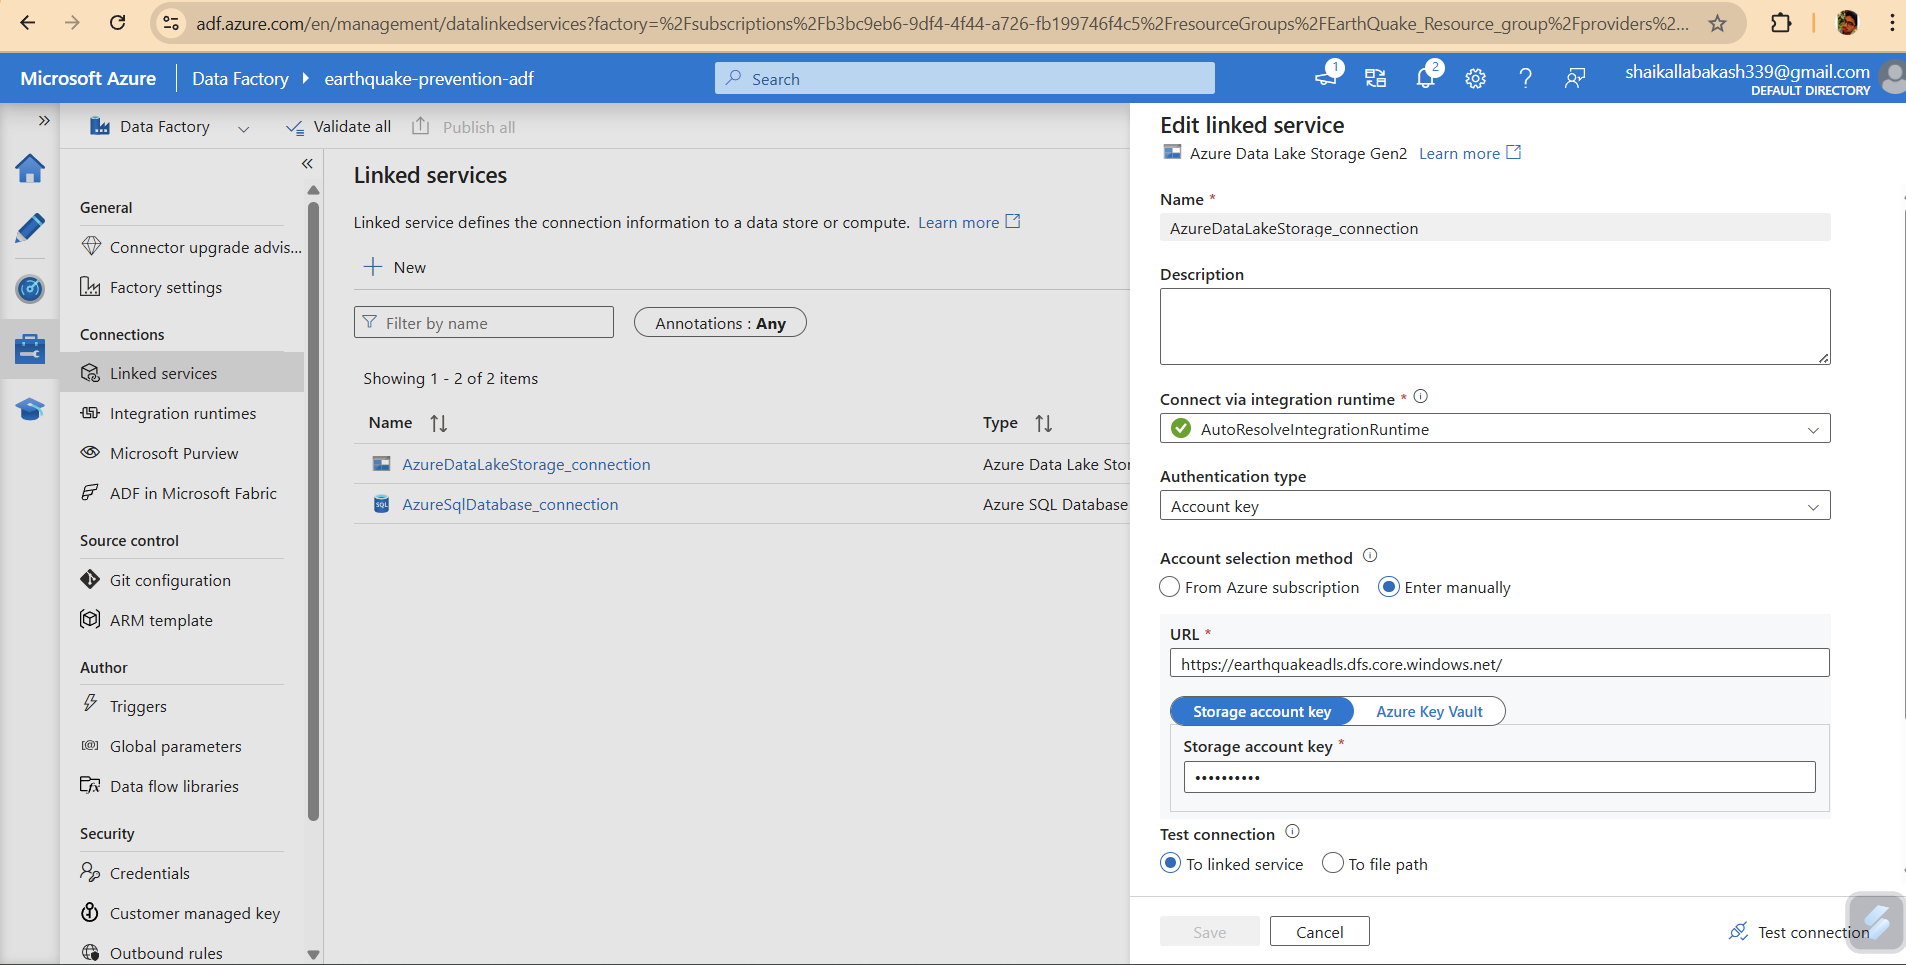 adf.azure.com/en/management/datalinkedservices?factory=%2Fsubscriptions%2Fb3bc9eb6-9df4-4f44-a726-fb199746f4c5%2FresourceGroups%2FEarthQuake_Resource_group%2Fproviders%2...
Microsoft Azure
Data Factory
earthquake-prevention-adf
Search
1
2
shaikallabakash339@gmail.com
DEFAULT DIRECTORY
Data Factory
Validate all
Publish all
General
Connector upgrade advis...
Factory settings
Connections
Linked services
Integration runtimes
Microsoft Purview
ADF in Microsoft Fabric
Source control
Git configuration
ARM template
Author
Triggers
Global parameters
Data flow libraries
Security
Credentials
Customer managed key
Outbound rules
Linked services
Linked service defines the connection information to a data store or compute. Learn more
New
Filter by name
Annotations : Any
Showing 1 - 2 of 2 items
Name Type
AzureDataLakeStorage_connection Azure Data Lake Stor
SQL AzureSqlDatabase_connection Azure SQL Database
Edit linked service
Azure Data Lake Storage Gen2 Learn more
Name *
AzureDataLakeStorage_connection
Description
Connect via integration runtime *
AutoResolveIntegrationRuntime
Authentication type
Account key
Account selection method
From Azure subscription Enter manually
URL *
https://earthquakeadls.dfs.core.windows.net/
Storage account key Azure Key Vault
Storage account key *
••••••••••
Test connection
To linked service To file path
Save Cancel Test connection